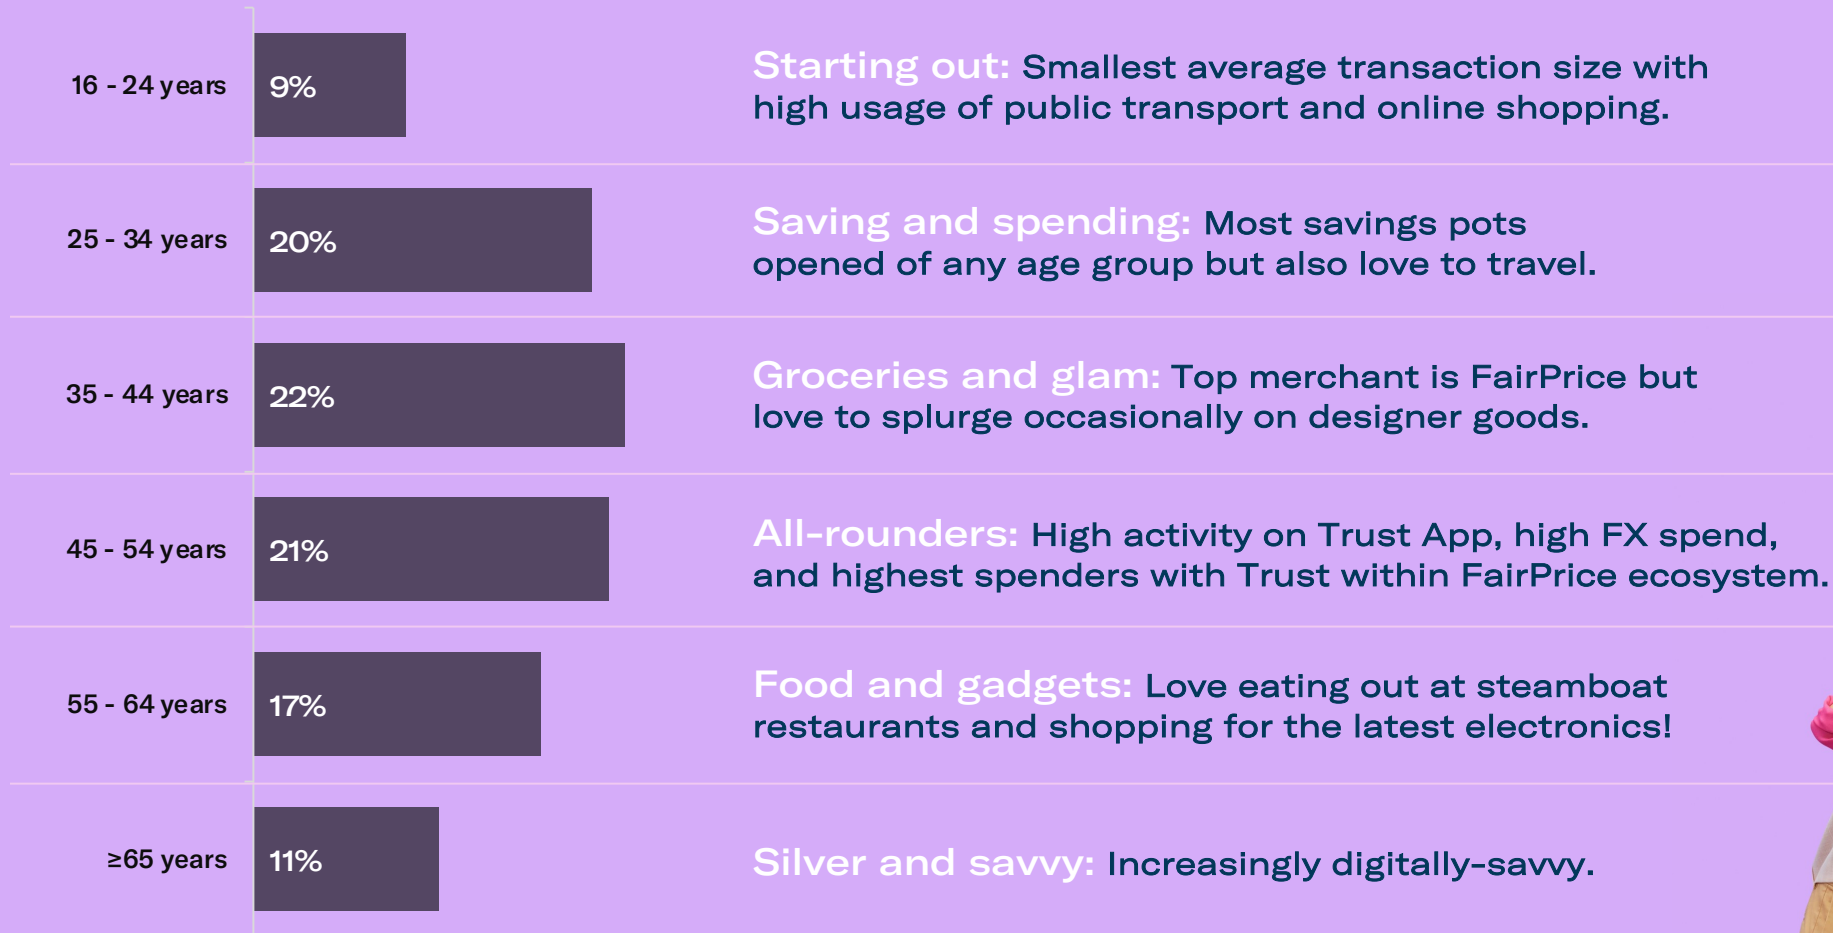 16 - 24 years
9%
Starting out: Smallest average transaction size with
high usage of public transport and online shopping.
25 - 34 years
20%
Saving and spending: Most savings pots
opened of any age group but also love to travel.
35 - 44 years
22%
Groceries and glam: Top merchant is FairPrice but
love to splurge occasionally on designer goods.
45 - 54 years
21%
All-rounders: High activity on Trust App, high FX spend,
and highest spenders with Trust within FairPrice ecosystem.
55 - 64 years
17%
Food and gadgets: Love eating out at steamboat
restaurants and shopping for the latest electronics!
≥65 years
11%
Silver and savvy: Increasingly digitally-savvy.